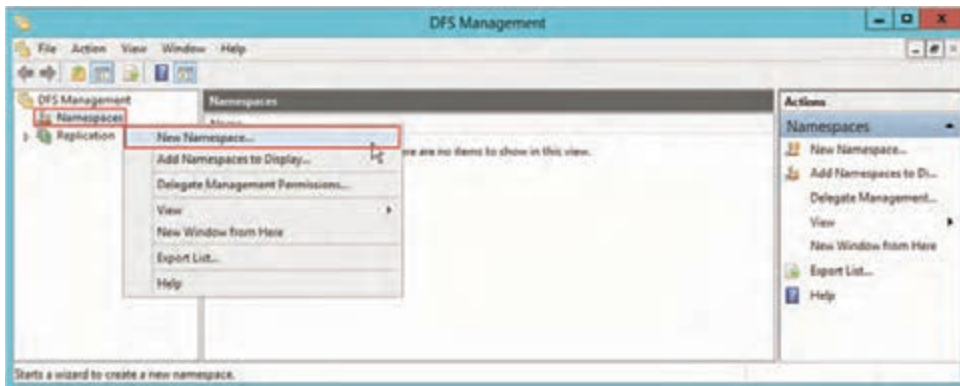 DFS Management
File Action View Window Help
DFS Management
Namespaces
Replication
Namespaces
New Namespace...
Add Namespaces to Display...
Delegate Management Permissions...
View
New Window from Here
Export List...
Help
re are no items to show in this view.
Actions
Namespaces
New Namespace...
Add Namespaces to Di...
Delegate Management...
View
New Window from Here
Export List...
Help
Starts a wizard to create a new namespace.